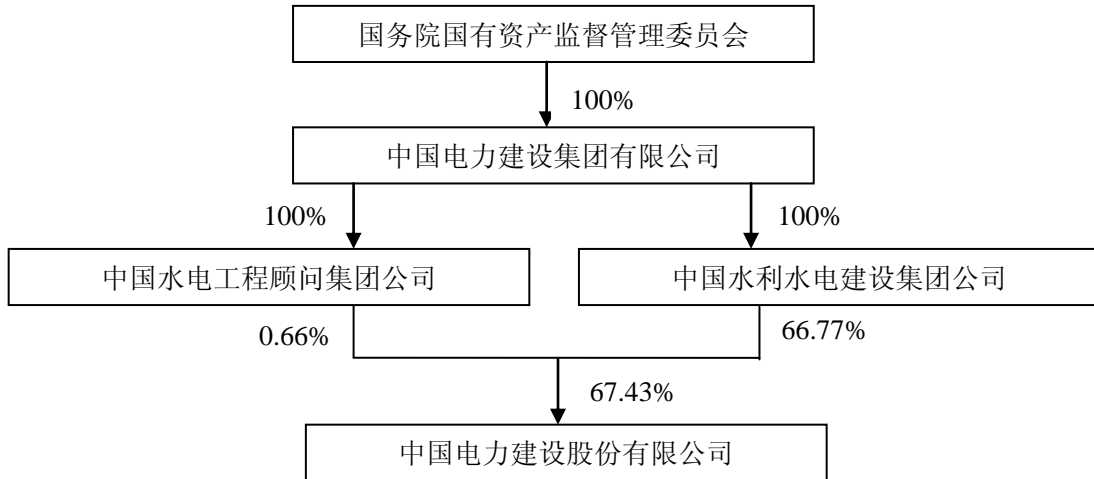 国务院国有资产监督管理委员会
100%
中国电力建设集团有限公司
100%
100%
中国水电工程顾问集团公司
中国水利水电建设集团公司
0.66%
66.77%
67.43%
中国电力建设股份有限公司